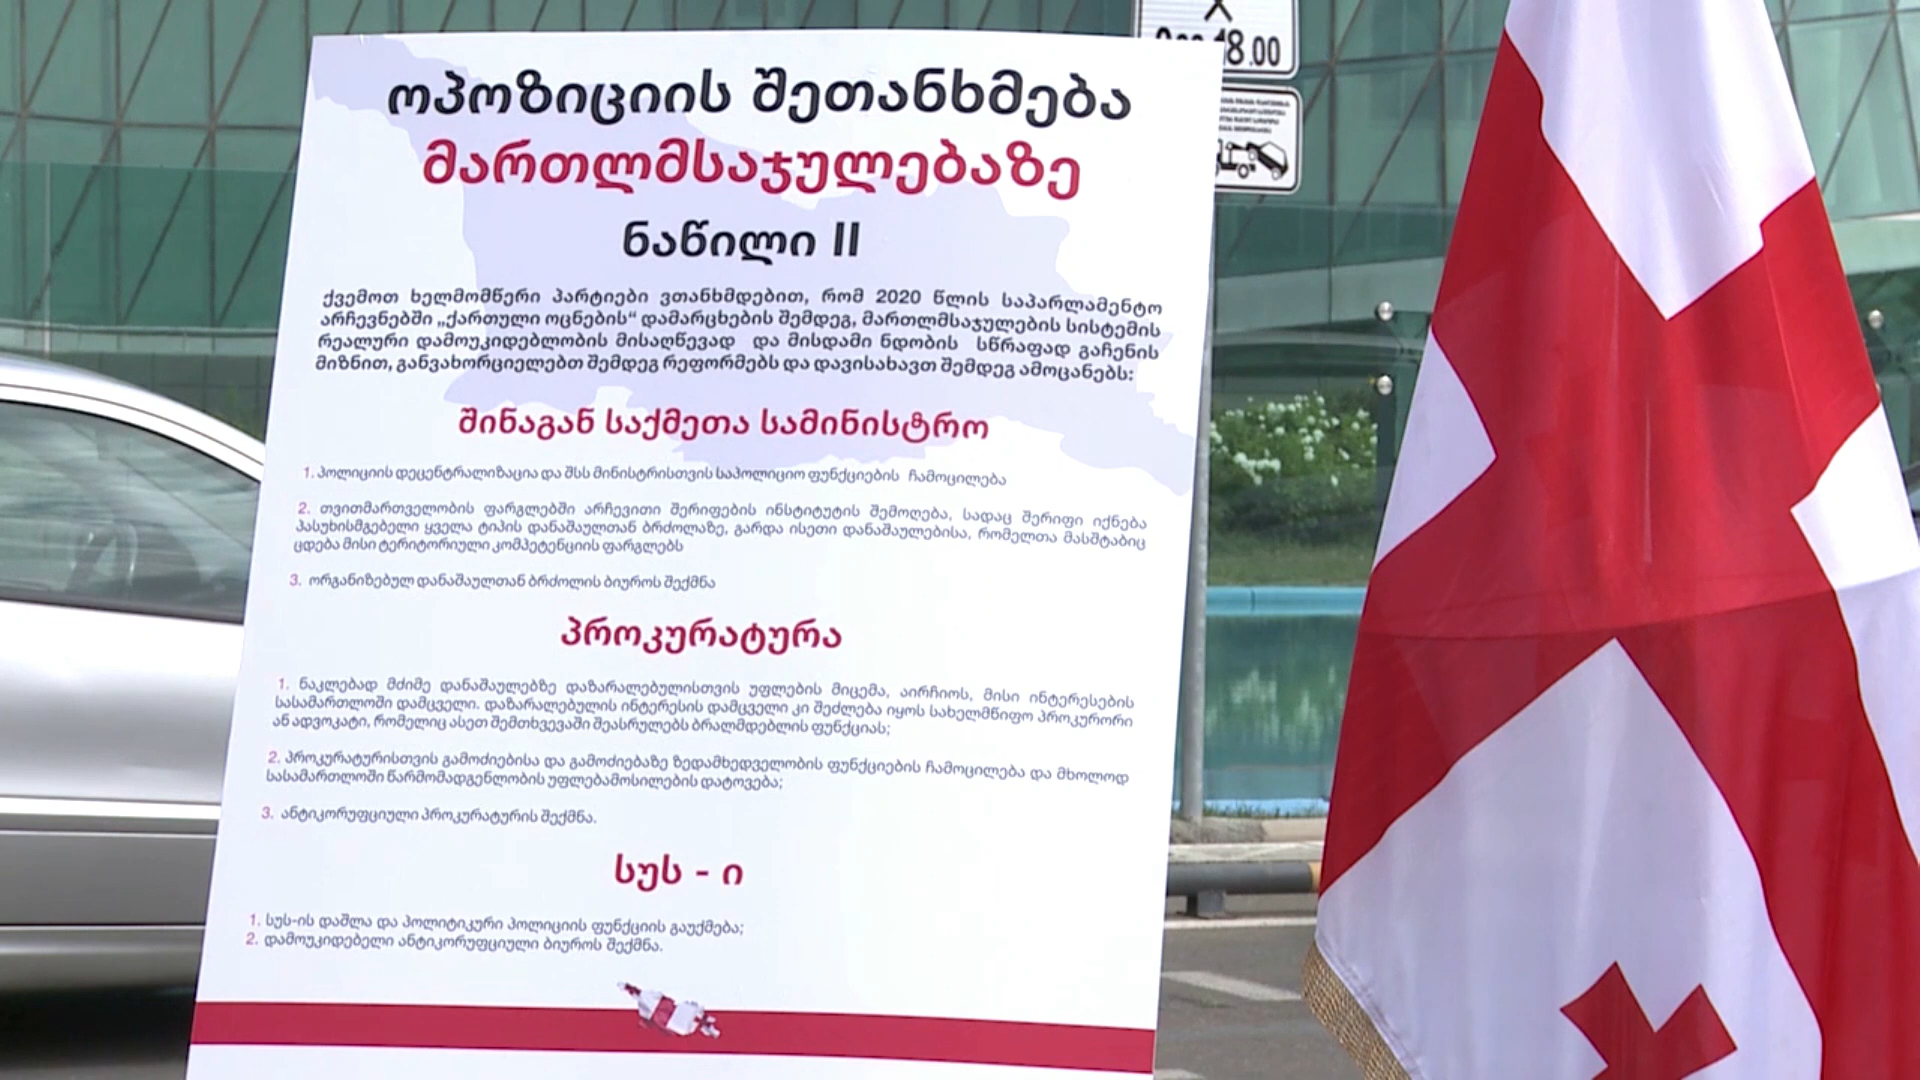 ოპოზიციის შეთანხმება
მართლმსაჯულებაზე
ნაწილი II
ქვემოთ ხელმომწერი პარტიები ვთანხმდებით, რომ 2020 წლის საპარლამენტო
არჩევნებში „ქართული ოცნების“ დამარცხების შემდეგ, მართლმსაჯულების სისტემის
რეალური დამოუკიდებლობის მისაღწევად და მისდამი ნდობის სწრაფად გაჩენის
მიზნით, განვახორციელებთ შემდეგ რეფორმებს და დავისახავთ შემდეგ ამოცანებს:
შინაგან საქმეთა სამინისტრო
1. პოლიციის დეცენტრალიზაცია და შსს მინისტრისთვის საპოლიციო ფუნქციების ჩამოცილება
2. თვითმართველობის ფარგლებში არჩევითი შერიფების ინსტიტუტის შემოღება, სადაც შერიფი იქნება
პასუხისმგებელი ყველა ტიპის დანაშაულთან ბრძოლაზე, გარდა ისეთი დანაშაულებისა, რომელთა მასშტაბიც
ცდება მისი ტერიტორიული კომპეტენციის ფარგლებს
3. ორგანიზებულ დანაშაულთან ბრძოლის ბიუროს შექმნა
პროკურატურა
1. ნაკლებად მძიმე დანაშაულებზე დაზარალებულისთვის უფლების მიცემა, აირჩიოს, მისი ინტერესების
სასამართლოში დამცველი. დაზარალებულის ინტერესის დამცველი კი შეძლება იყოს სახელმწიფო პროკურორი
ან ადვოკატი, რომელიც ასეთ შემთხვევაში შეასრულებს ბრალმდებლის ფუნქციას;
2. პროკურატურისთვის გამოძიებისა და გამოძიებაზე ზედამხედველობის ფუნქციების ჩამოცილება და მხოლოდ
სასამართლოში წარმომადგენლობის უფლებამოსილების დატოვება;
3. ანტიკორუფციული პროკურატურის შექმნა.
სუს - ი
1. სუს-ის დაშლა და პოლიტიკური პოლიციის ფუნქციის გაუქმება;
2. დამოუკიდებელი ანტიკორუფციული ბიუროს შექმნა.
18.00